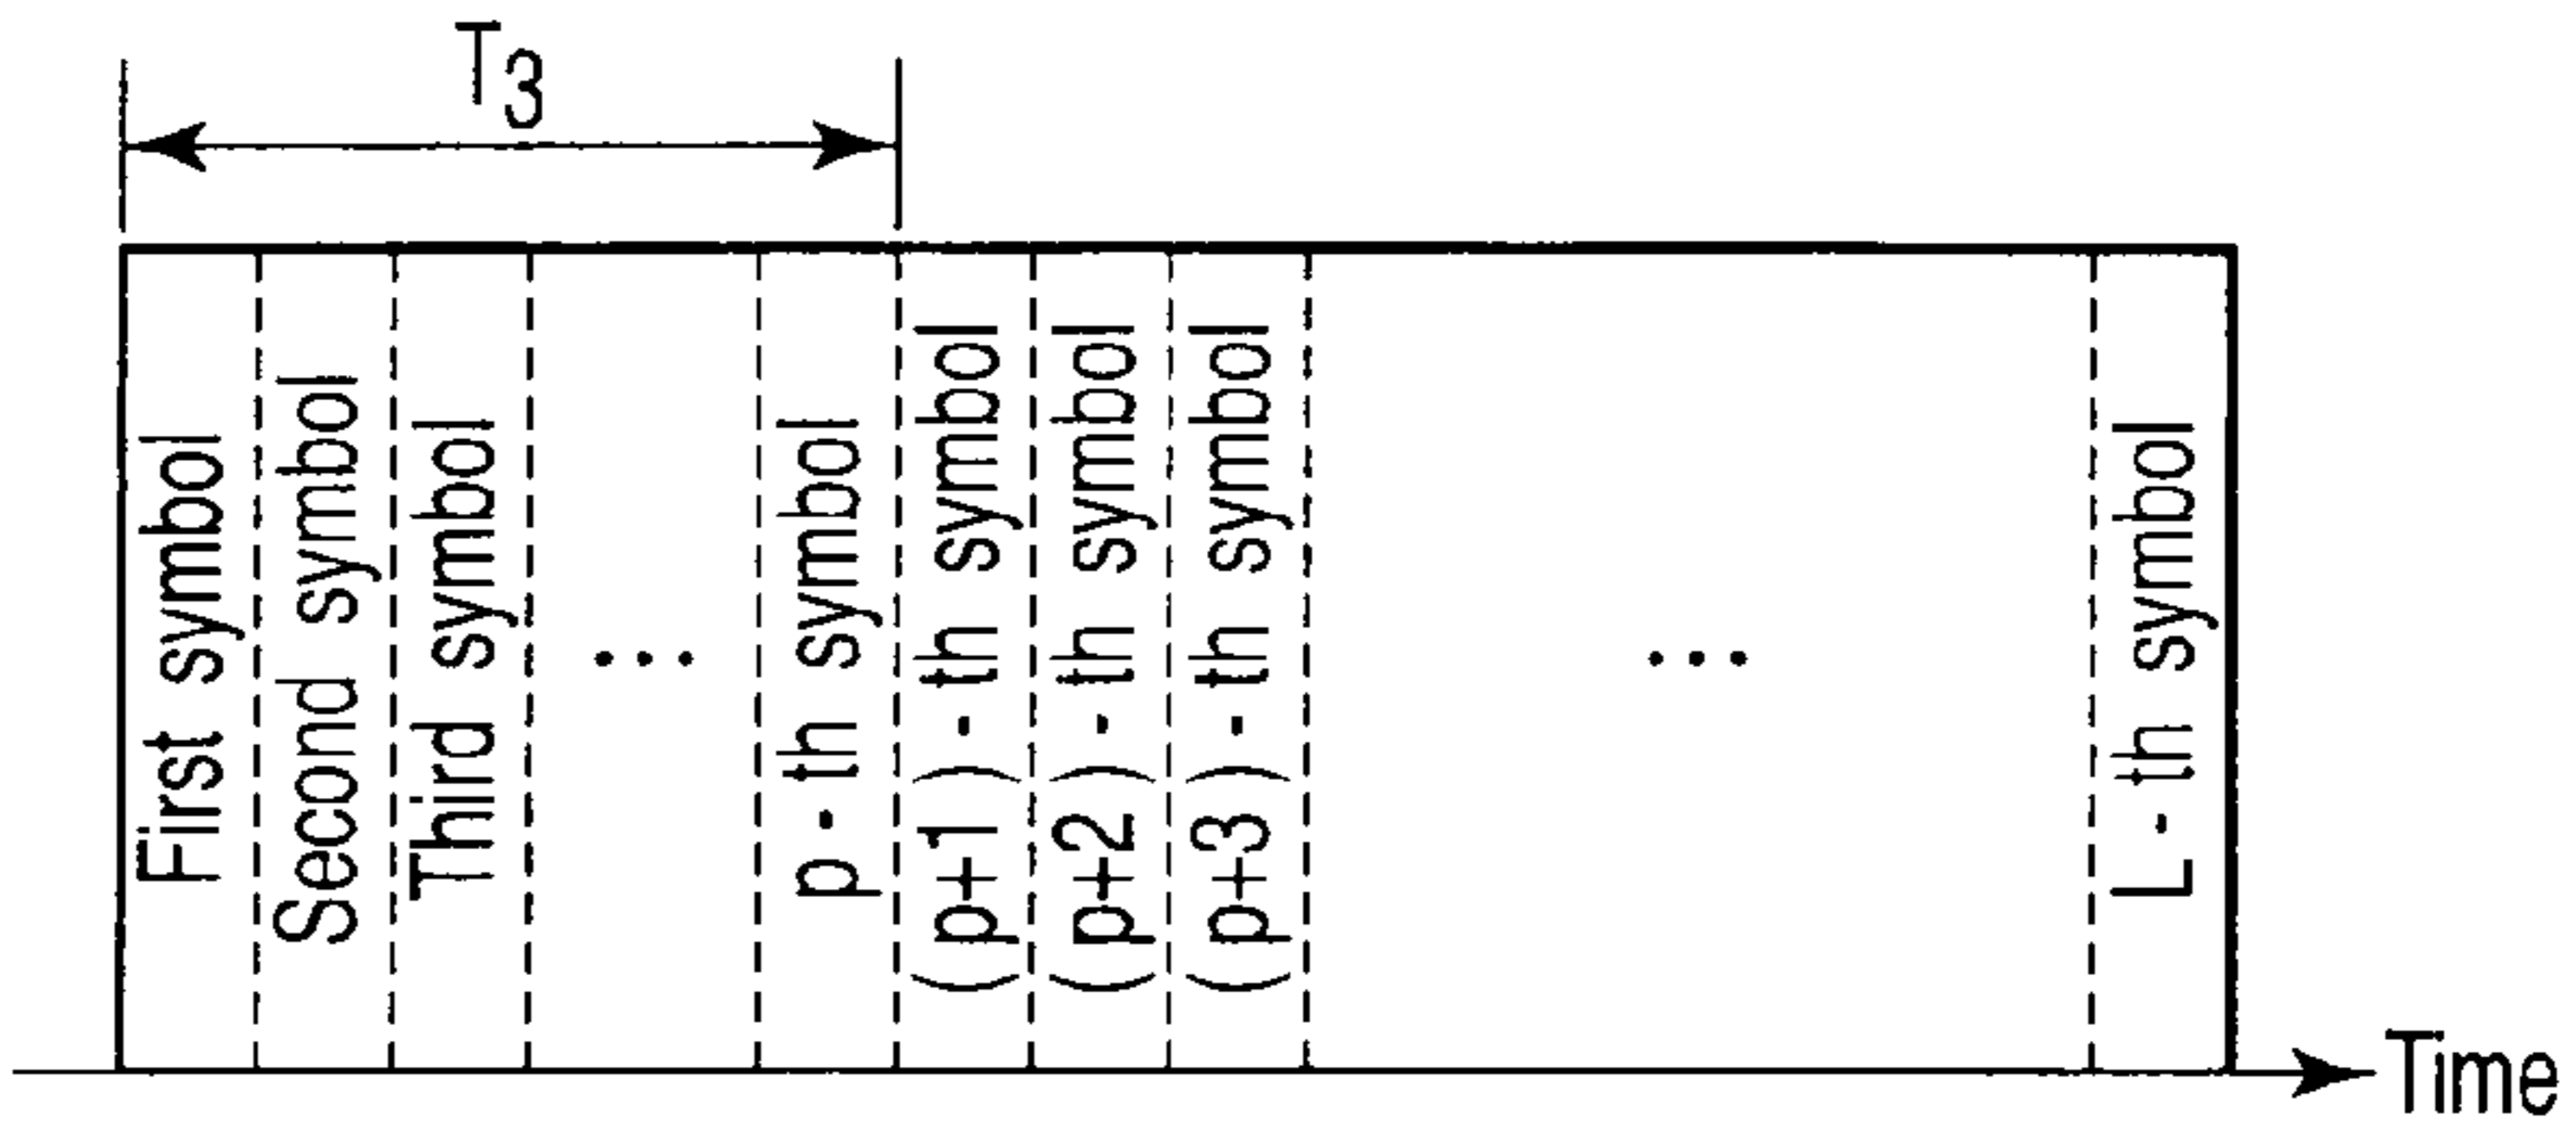 T3
First symbol
Second symbol
Third symbol
...
p - th symbol
(p+1) - th symbol
(p+2) - th symbol
(p+3) - th symbol
...
L - th symbol
Time